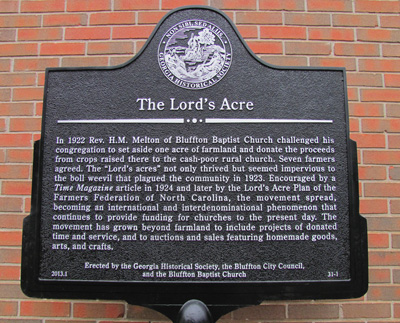 NON SIBI, SED ALIIS
GEORGIA HISTORICAL SOCIETY
The Lord's Acre
In 1922 Rev. H.M. Melton of Bluffton Baptist Church challenged his
congregation to set aside one acre of farmland and donate the proceeds
from crops raised there to the cash-poor rural church. Seven farmers
agreed. The "Lord's acres" not only thrived but seemed impervious to
the boll weevil that plagued the community in 1923. Encouraged by a
Time Magazine article in 1924 and later by the Lord's Acre Plan of the
Farmers Federation of North Carolina, the movement spread,
becoming an international and interdenominational phenomenon that
continues to provide funding for churches to the present day. The
movement has grown beyond farmland to include projects of donated
time and service, and to auctions and sales featuring homemade goods,
arts, and crafts.
Erected by the Georgia Historical Society, the Bluffton City Council,
and the Bluffton Baptist Church
2013.1 31-1